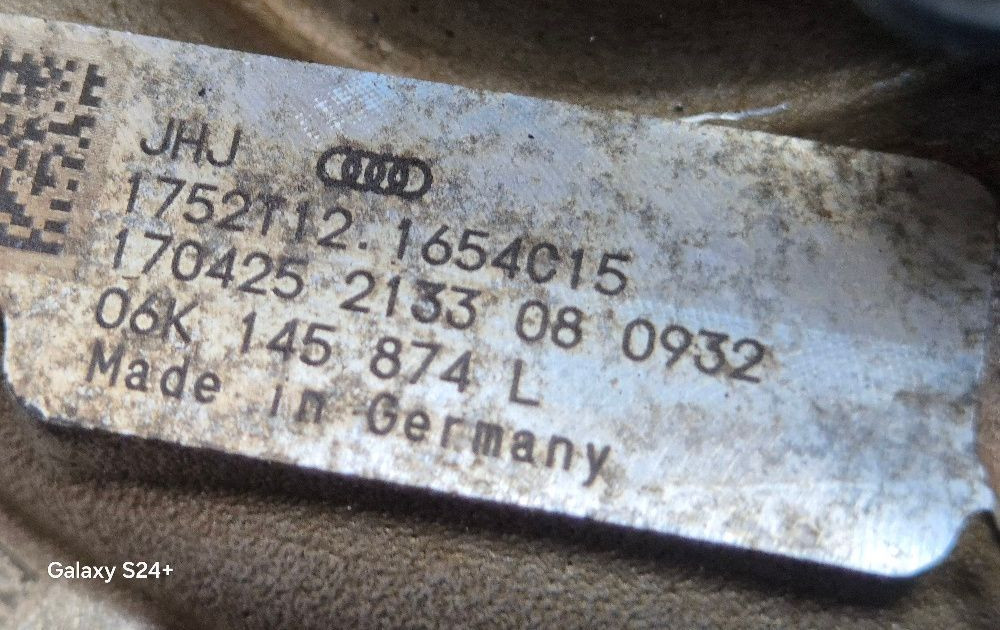 JHJ
1752T12.1654C15
170425 2133 08 0932
06K 145 874 L
Made in Germany
Galaxy S24+